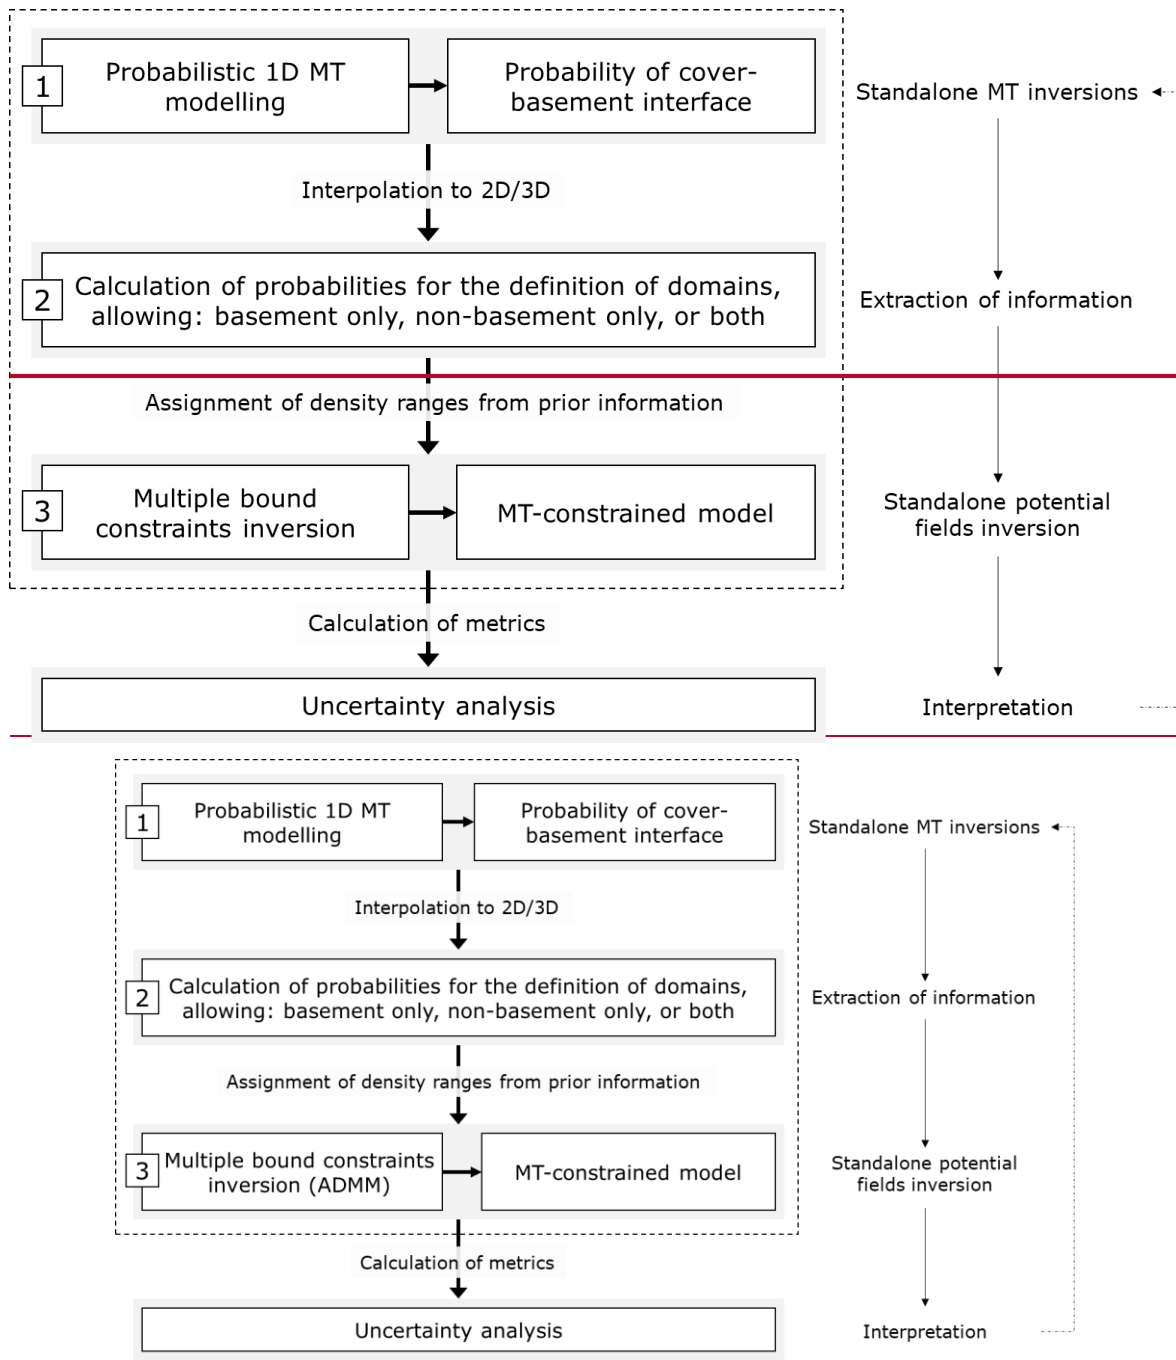 1
Probabilistic 1D MT
modelling
Probability of cover-
basement interface
Standalone MT inversions
Interpolation to 2D/3D
2
Calculation of probabilities for the definition of domains,
allowing: basement only, non-basement only, or both
Extraction of information
Assignment of density ranges from prior information
3
Multiple bound
constraints inversion
MT-constrained model
Standalone potential
fields inversion
Calculation of metrics
Uncertainty analysis
Interpretation
1
Probabilistic 1D MT
modelling
Probability of cover-
basement interface
Standalone MT inversions
Interpolation to 2D/3D
2
Calculation of probabilities for the definition of domains,
allowing: basement only, non-basement only, or both
Extraction of information
Assignment of density ranges from prior information
3
Multiple bound constraints
inversion (ADMM)
MT-constrained model
Standalone potential
fields inversion
Calculation of metrics
Uncertainty analysis
Interpretation